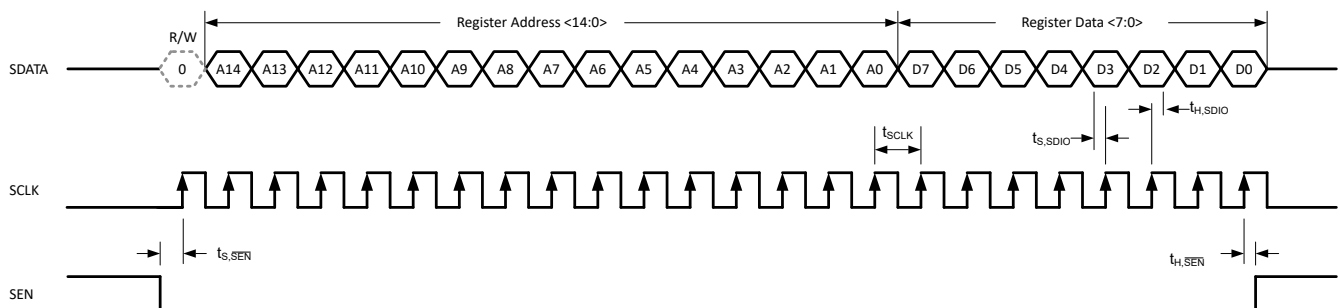 Register Address <14:0>
Register Data <7:0>
R/W
SDATA
0 A14 A13 A12 A11 A10 A9 A8 A7 A6 A5 A4 A3 A2 A1 A0 D7 D6 D5 D4 D3 D2 D1 D0
tH,SDIO
tSCLK
tS,SDIO
SCLK
tS,S̅E̅N̅
tH,S̅E̅N̅
SEN